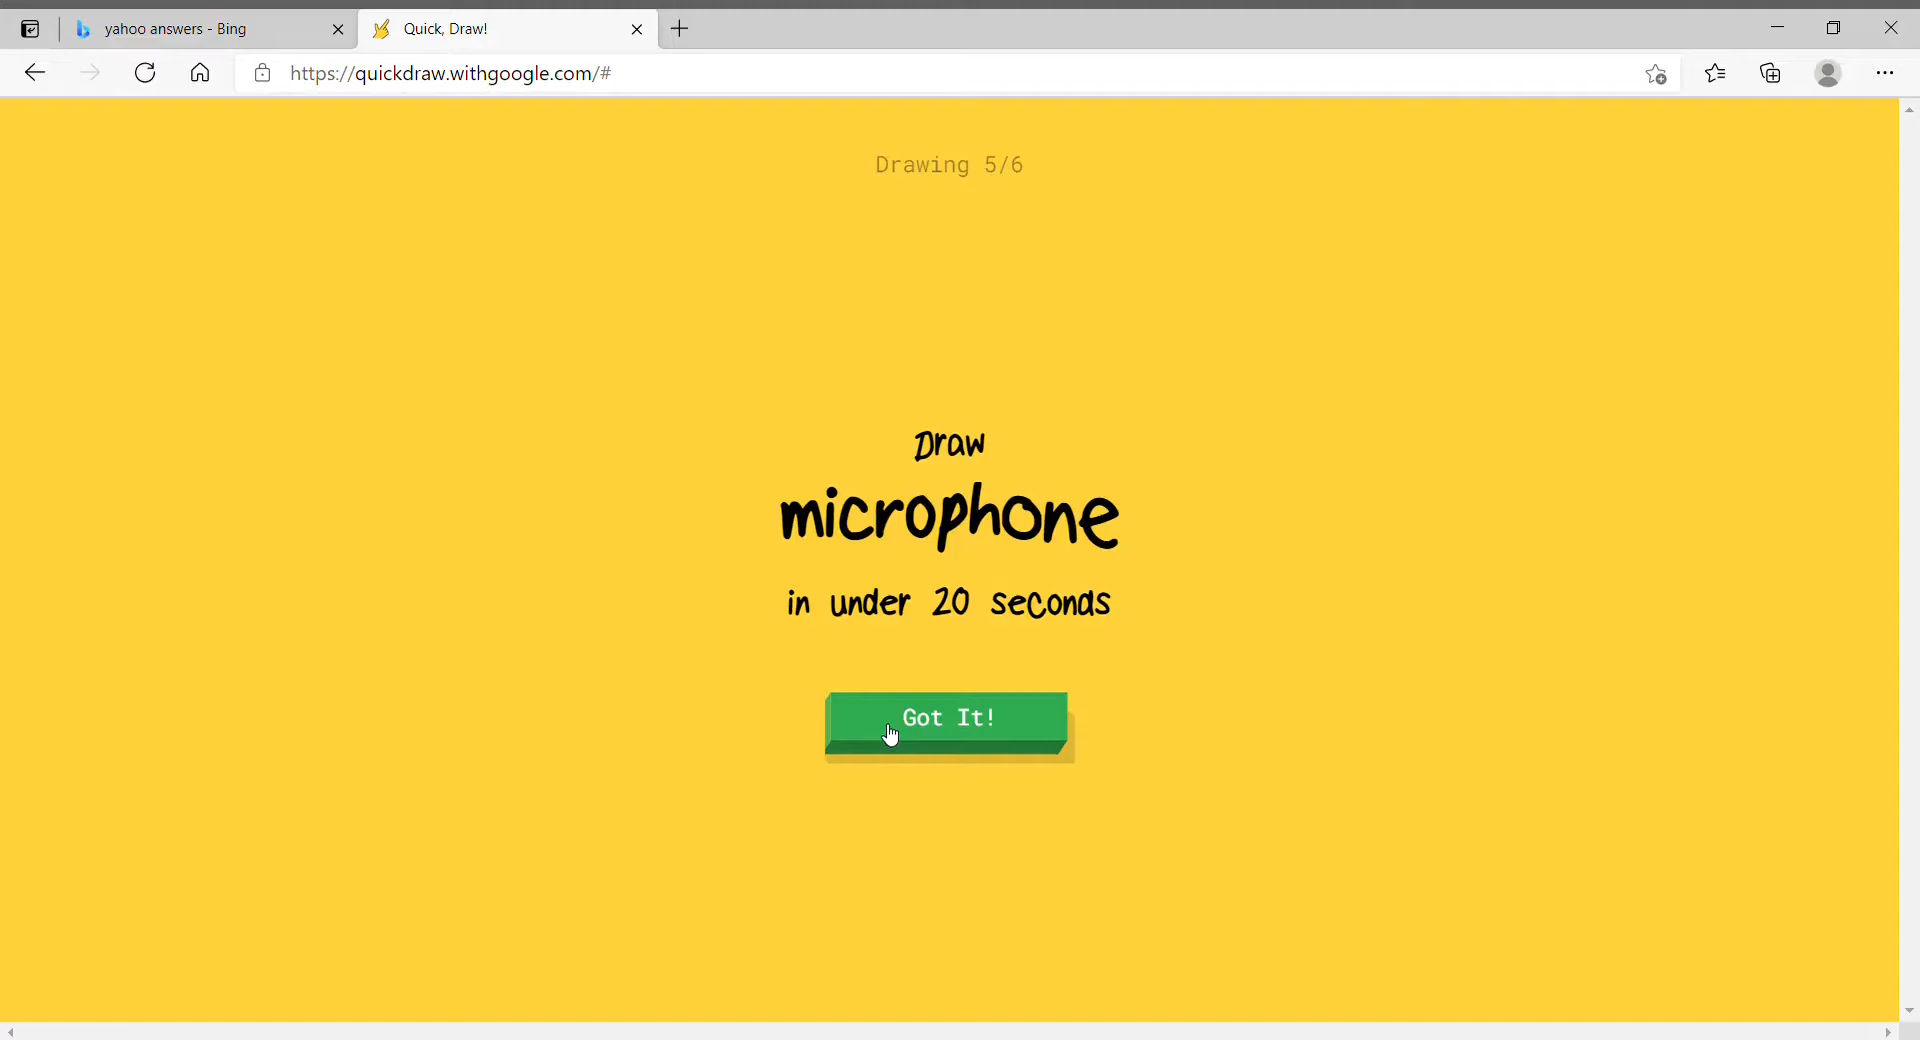 yahoo answers - Bing
Quick, Draw!
https://quickdraw.withgoogle.com/#
Drawing 5/6
Draw
microphone
in under 20 seconds
Got It!